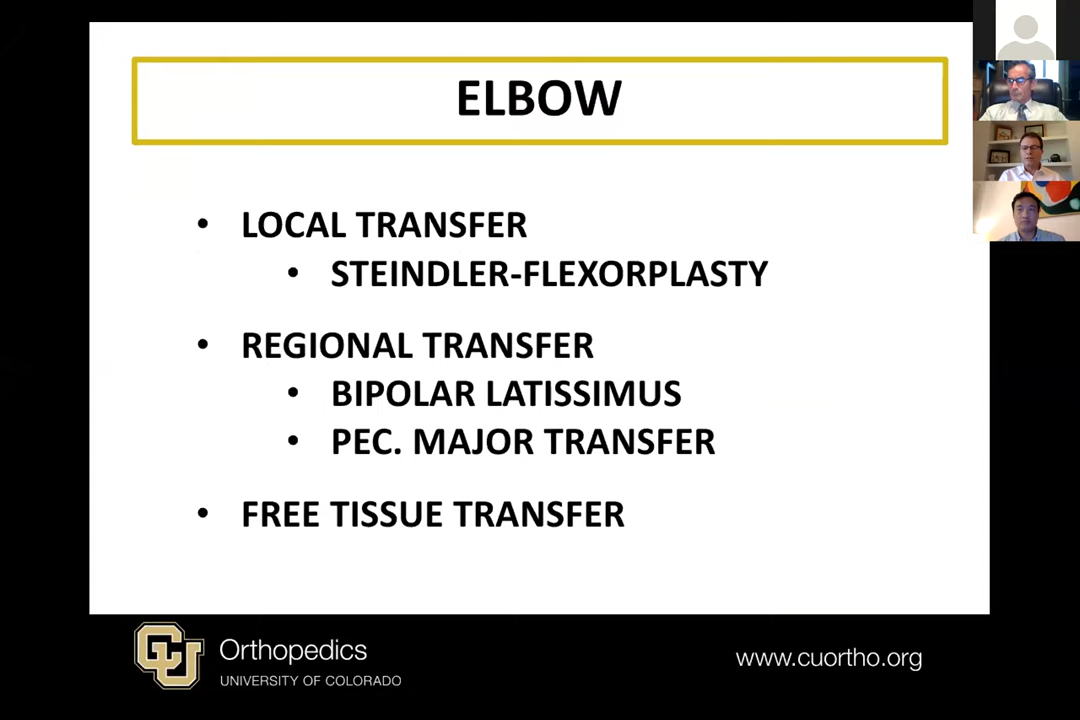 ELBOW
• LOCAL TRANSFER
• STEINDLER-FLEXORPLASTY
• REGIONAL TRANSFER
• BIPOLAR LATISSIMUS
• PEC. MAJOR TRANSFER
• FREE TISSUE TRANSFER
CU
Orthopedics
UNIVERSITY OF COLORADO
www.cuortho.org